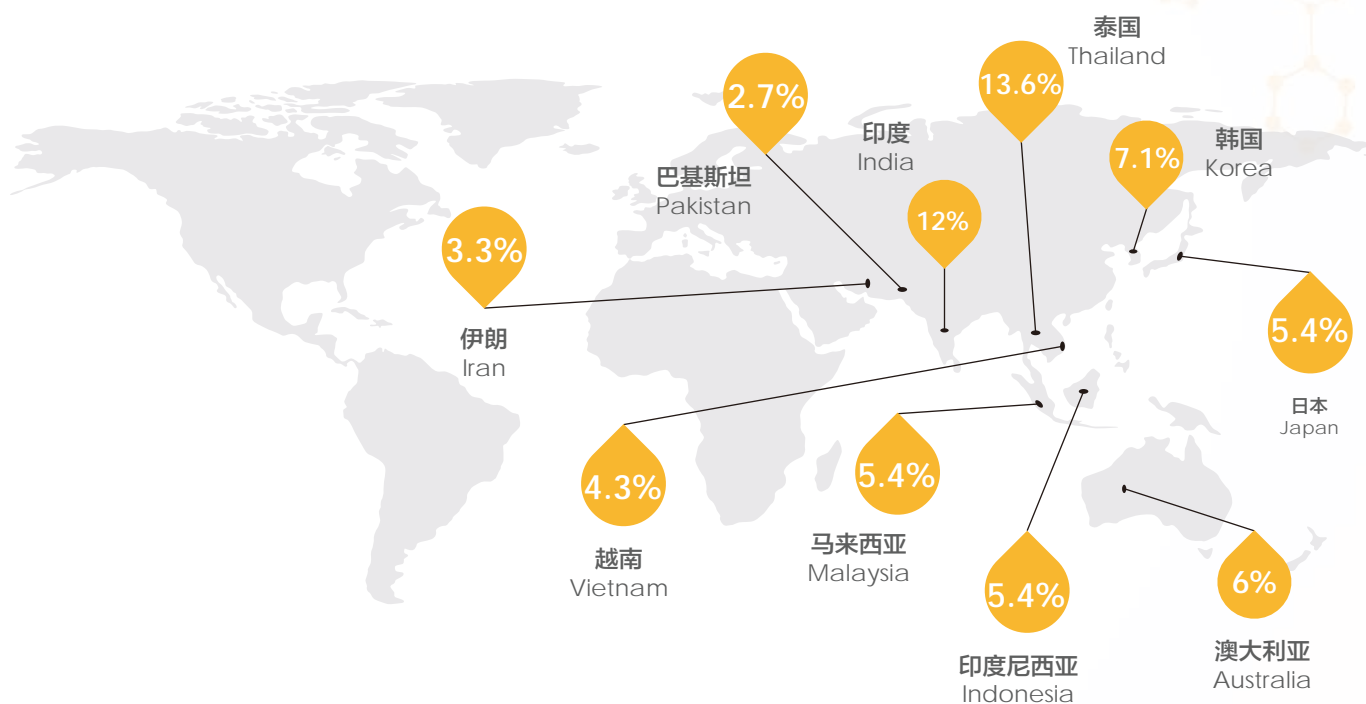 泰国
Thailand
13.6%
2.7%
巴基斯坦
Pakistan
印度
India
12%
韩国
Korea
7.1%
3.3%
伊朗
Iran
5.4%
日本
Japan
4.3%
越南
Vietnam
5.4%
马来西亚
Malaysia
5.4%
印度尼西亚
Indonesia
6%
澳大利亚
Australia